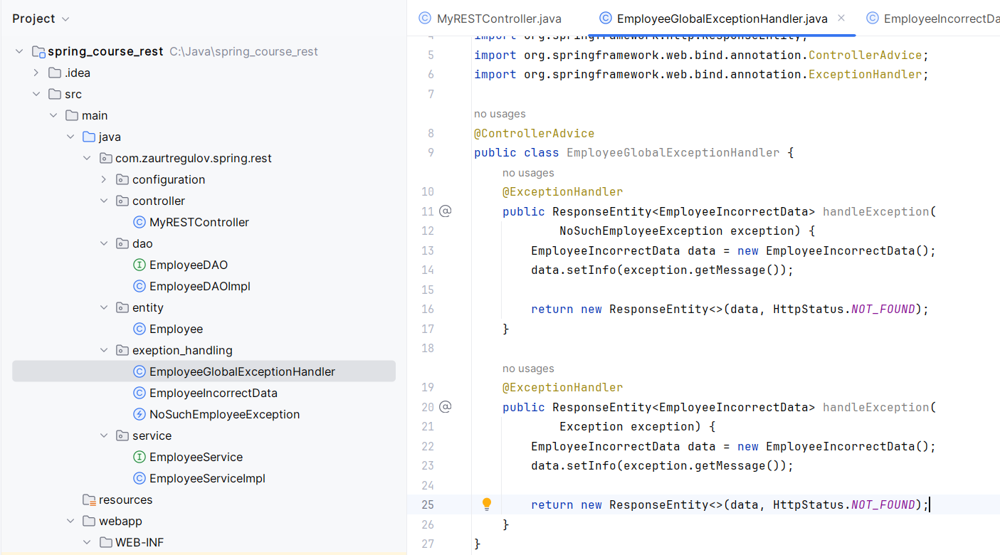 Project
spring_course_rest C:\Java\spring_course_rest
.idea
src
main
java
com.zaurtregulov.spring.rest
configuration
controller
MyRESTController
dao
EmployeeDAO
EmployeeDAOImpl
entity
Employee
exeption_handling
EmployeeGlobalExceptionHandler
EmployeeIncorrectData
NoSuchEmployeeException
service
EmployeeService
EmployeeServiceImpl
resources
webapp
WEB-INF
MyRESTController.java EmployeeGlobalExceptionHandler.java EmployeeIncorrectDa
4 import org.springframework.http.ResponseEntity;
5 import org.springframework.web.bind.annotation.ControllerAdvice;
6 import org.springframework.web.bind.annotation.ExceptionHandler;
7
no usages
8 @ControllerAdvice
9 public class EmployeeGlobalExceptionHandler {
no usages
10 @ExceptionHandler
11 public ResponseEntity<EmployeeIncorrectData> handleException(
12 NoSuchEmployeeException exception) {
13 EmployeeIncorrectData data = new EmployeeIncorrectData();
14 data.setInfo(exception.getMessage());
15
16 return new ResponseEntity<>(data, HttpStatus.NOT_FOUND);
17 }
18
no usages
19 @ExceptionHandler
20 public ResponseEntity<EmployeeIncorrectData> handleException(
21 Exception exception) {
22 EmployeeIncorrectData data = new EmployeeIncorrectData();
23 data.setInfo(exception.getMessage());
24
25 return new ResponseEntity<>(data, HttpStatus.NOT_FOUND);
26 }
27 }